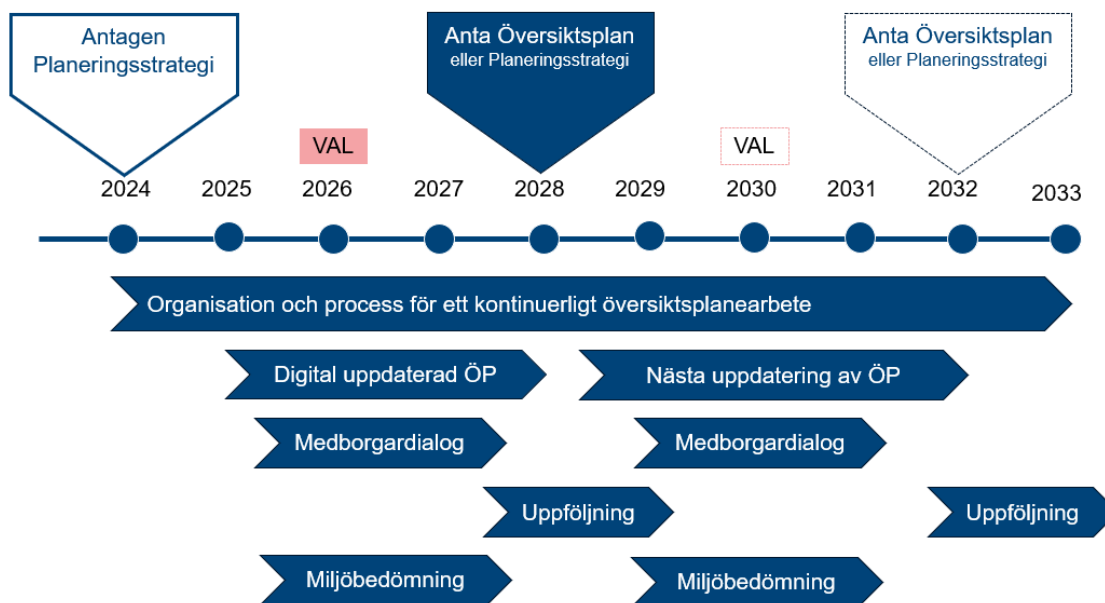 Antagen
Planeringsstrategi
Anta Översiktsplan
eller Planeringsstrategi
Anta Översiktsplan
eller Planeringsstrategi
VAL
VAL
2024
2025
2026
2027
2028
2029
2030
2031
2032
2033
Organisation och process för ett kontinuerligt översiktsplanearbete
Digital uppdaterad ÖP
Nästa uppdatering av ÖP
Medborgardialog
Medborgardialog
Uppföljning
Uppföljning
Miljöbedömning
Miljöbedömning